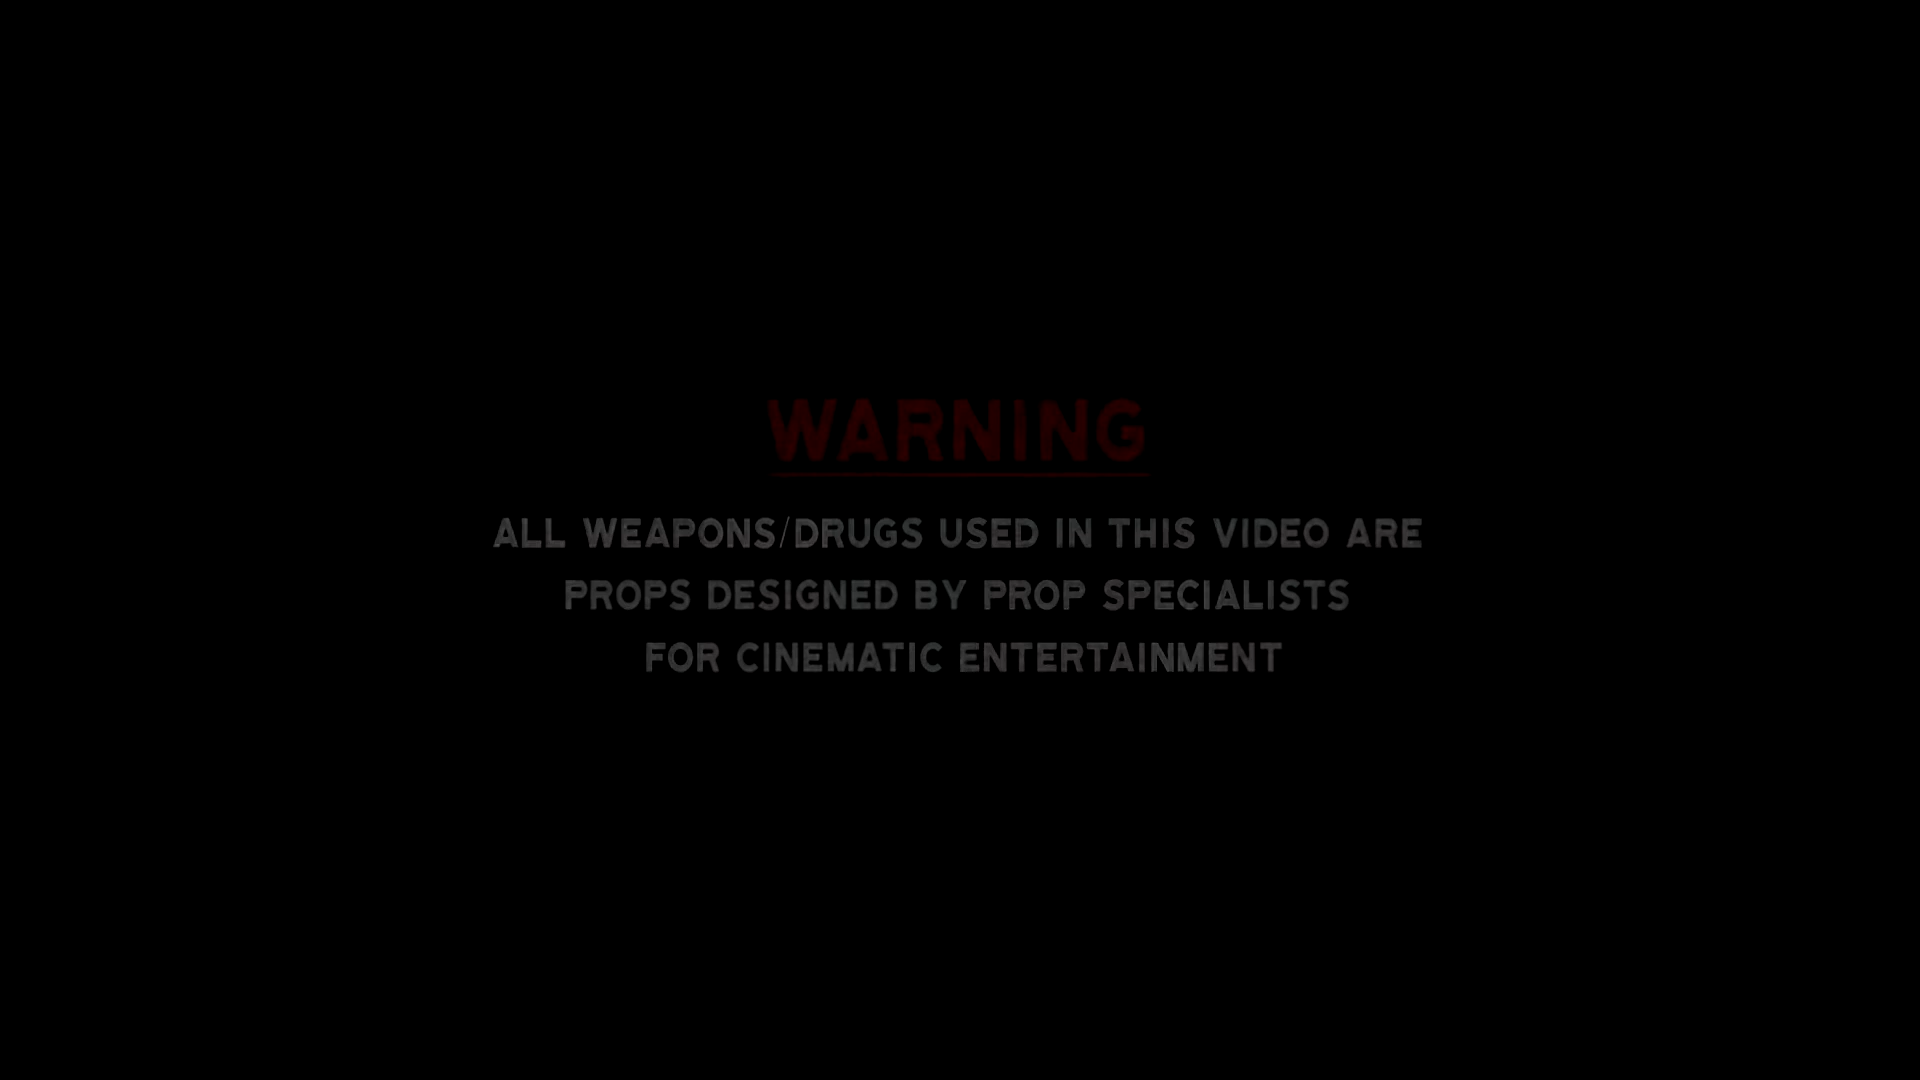 WARNING
ALL WEAPONS/DRUGS USED IN THIS VIDEO ARE
PROPS DESIGNED BY PROP SPECIALISTS
FOR CINEMATIC ENTERTAINMENT